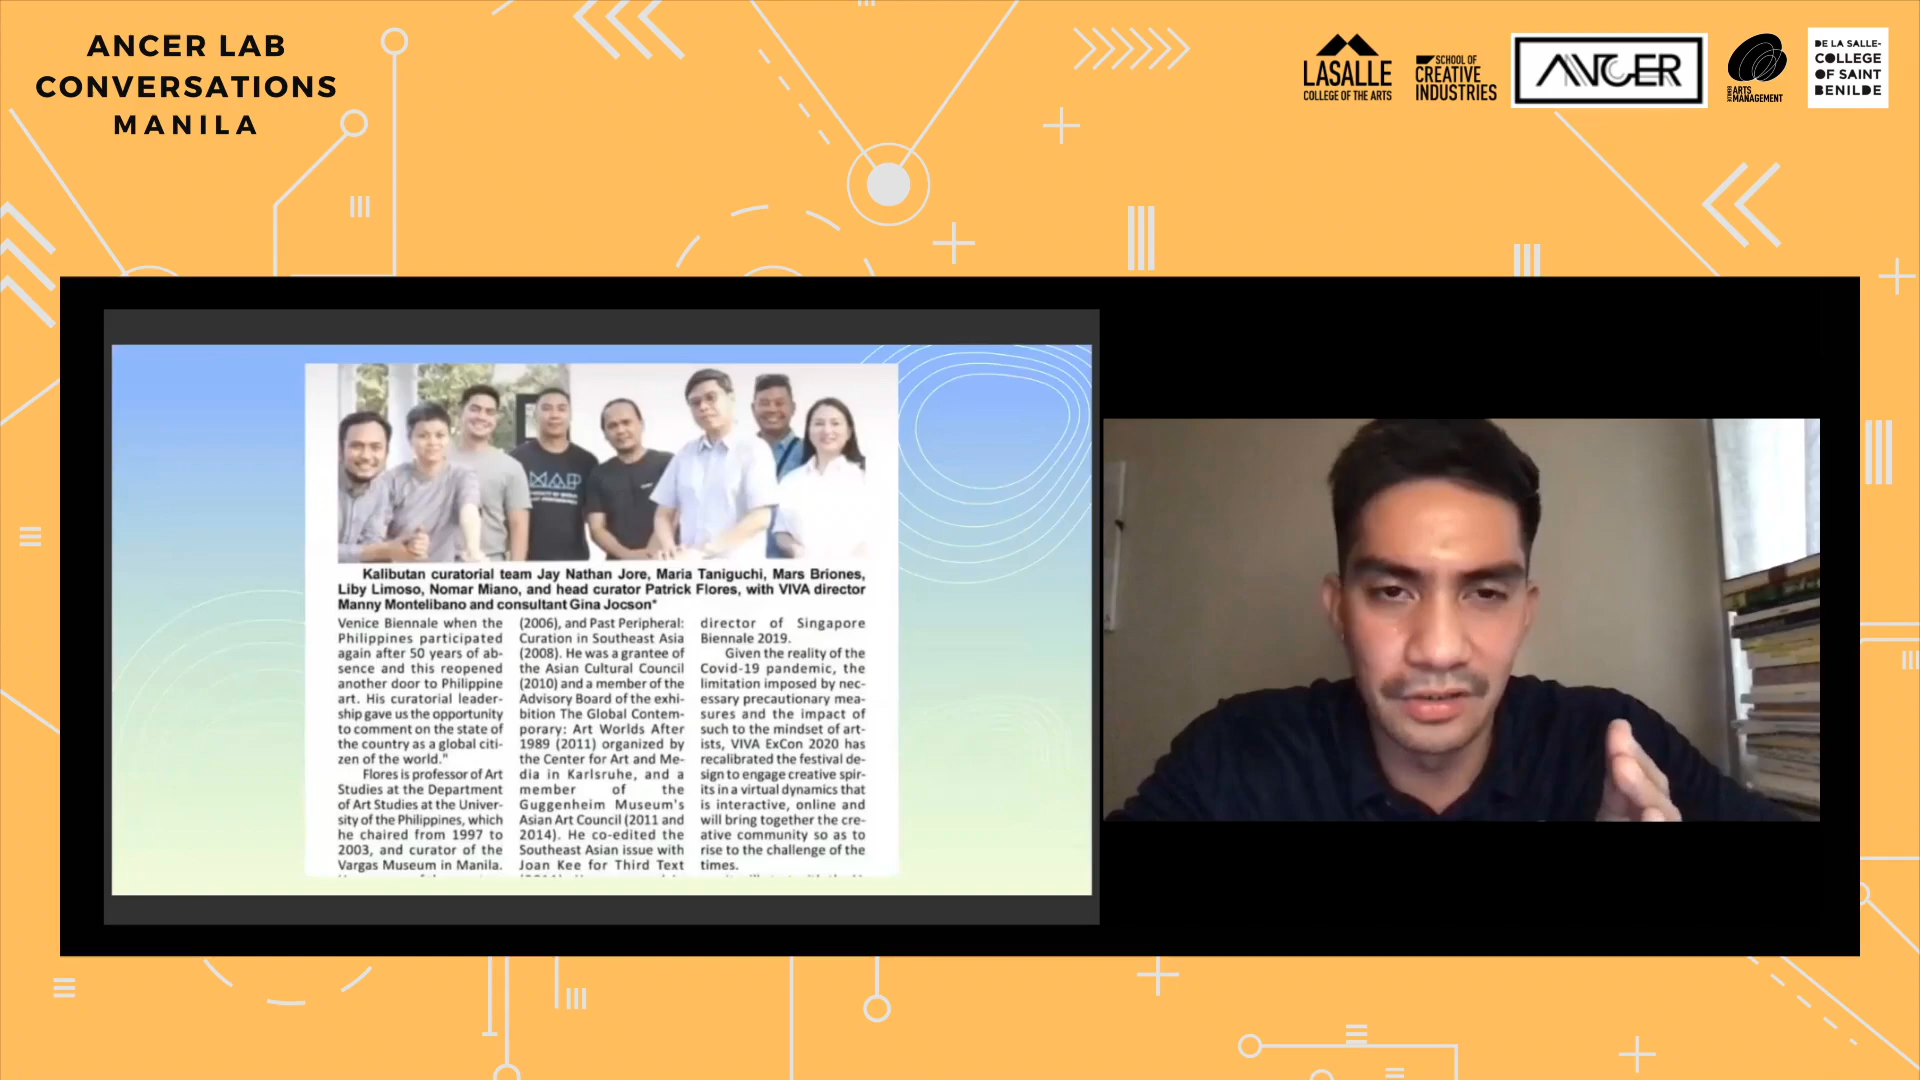 ANCER LAB
CONVERSATIONS
MANILA
LASALLE
COLLEGE OF THE ARTS
SCHOOL OF
CREATIVE
INDUSTRIES
ANCER
BENILDE
ARTS
MANAGEMENT
DE LA SALLE-
COLLEGE
OF SAINT
BENILDE
MAP
Kalibutan curatorial team Jay Nathan Jore, Maria Taniguchi, Mars Briones,
Liby Limoso, Nomar Miano, and head curator Patrick Flores, with VIVA director
Manny Montelibano and consultant Gina Jocson*
Venice Biennale when the
Philippines participated
again after 50 years of ab-
sence and this reopened
another door to Philippine
art. His curatorial leader-
ship gave us the opportunity
to comment on the state of
the country as a global citi-
zen of the world."
Flores is professor of Art
Studies at the Department
of Art Studies at the Univer-
sity of the Philippines, which
he chaired from 1997 to
2003, and curator of the
Vargas Museum in Manila.
(2006), and Past Peripheral:
Curation in Southeast Asia
(2008). He was a grantee of
the Asian Cultural Council
(2010) and a member of the
Advisory Board of the exhi-
bition The Global Contem-
porary: Art Worlds After
1989 (2011) organized by
the Center for Art and Me-
dia in Karlsruhe, and a
member of the
Guggenheim Museum's
Asian Art Council (2011 and
2014). He co-edited the
Southeast Asian issue with
Joan Kee for Third Text
director of Singapore
Biennale 2019.
Given the reality of the
Covid-19 pandemic, the
limitation imposed by nec-
essary precautionary mea-
sures and the impact of
such to the mindset of art-
ists, VIVA ExCon 2020 has
recalibrated the festival de-
sign to engage creative spir-
its in a virtual dynamics that
is interactive, online and
will bring together the cre-
ative community so as to
rise to the challenge of the
times.